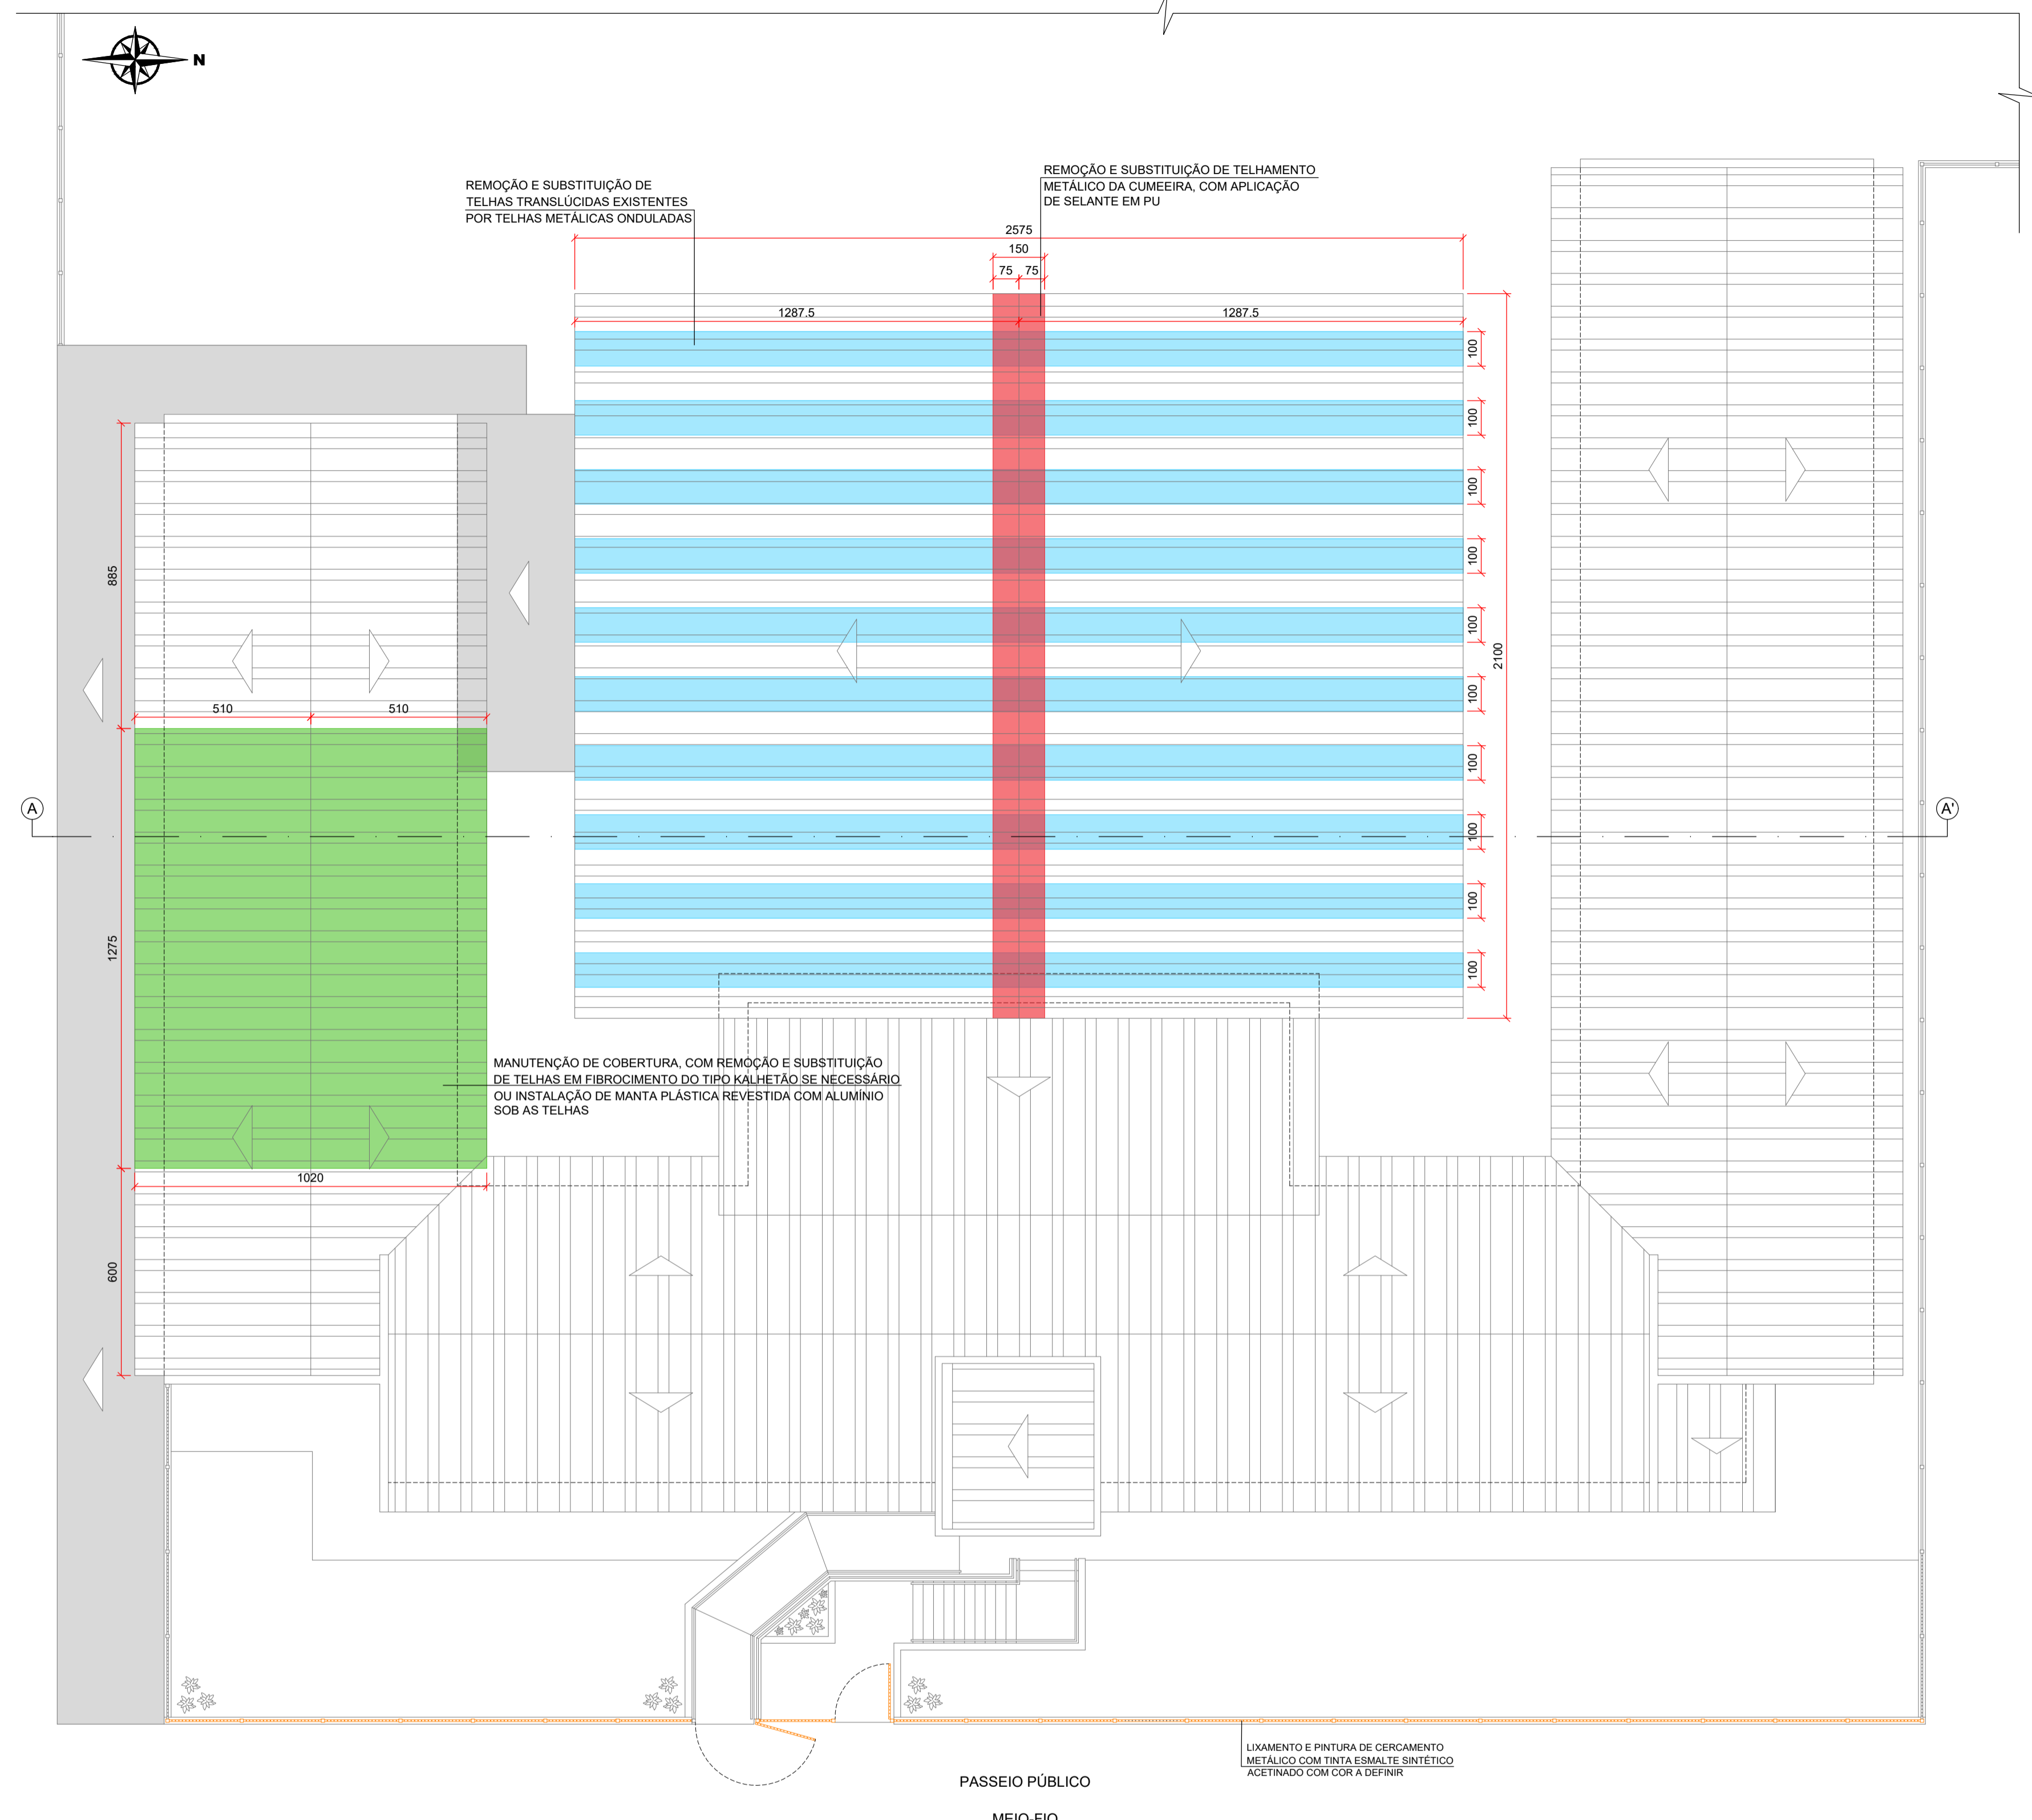 N
REMOÇÃO E SUBSTITUIÇÃO DE
TELHAS TRANSLÚCIDAS EXISTENTES
POR TELHAS METÁLICAS ONDULADAS
REMOÇÃO E SUBSTITUIÇÃO DE TELHAMENTO
METÁLICO DA CUMEEIRA, COM APLICAÇÃO
DE SELANTE EM PU
2575
150
75 75
1287.5 1287.5
100
100
100
100
100
100
100
100
100
100
2100
885
510 510
A
A'
1275
MANUTENÇÃO DE COBERTURA, COM REMOÇÃO E SUBSTITUIÇÃO
DE TELHAS EM FIBROCIMENTO DO TIPO KALHETÃO SE NECESSÁRIO
OU INSTALAÇÃO DE MANTA PLÁSTICA REVESTIDA COM ALUMÍNIO
SOB AS TELHAS
1020
600
LIXAMENTO E PINTURA DE CERCAMENTO
METÁLICO COM TINTA ESMALTE SINTÉTICO
ACETINADO COM COR A DEFINIR
PASSEIO PÚBLICO
MEIO-FIO